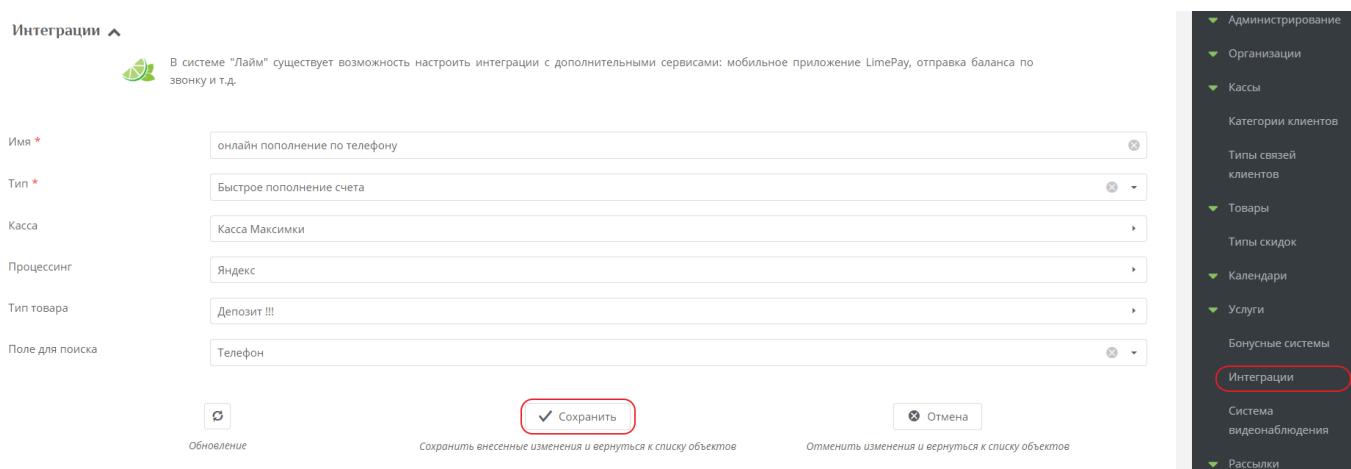 Интеграции
В системе "Лайм" существует возможность настроить интеграции с дополнительными сервисами: мобильное приложение LimePay, отправка баланса по
звонку и т.д.
Имя *
онлайн пополнение по телефону
Тип *
Быстрое пополнение счета
Касса
Касса Максимки
Процессинг
Яндекс
Тип товара
Депозит !!!
Поле для поиска
Телефон
Сохранить
Отмена
Обновление
Сохранить внесенные изменения и вернуться к списку объектов
Отменить изменения и вернуться к списку объектов
Администрирование
Организации
Кассы
Категории клиентов
Типы связей
клиентов
Товары
Типы скидок
Календари
Услуги
Бонусные системы
Интеграции
Система
видеонаблюдения
Рассылки